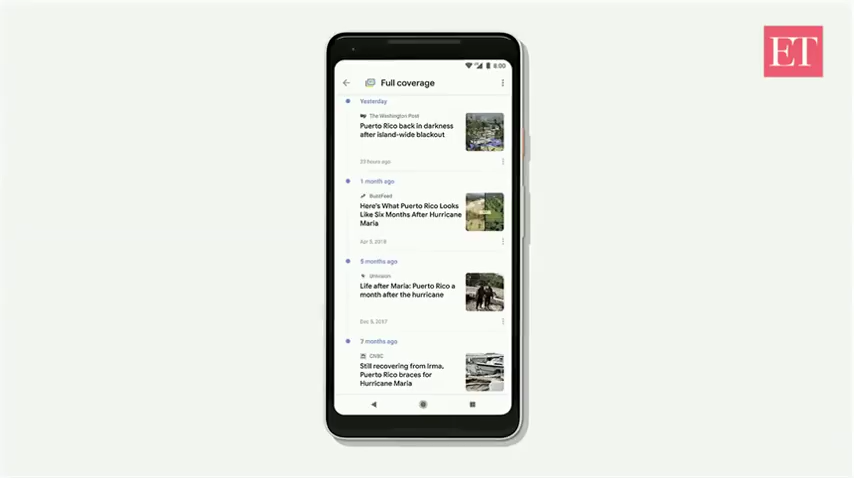 ET
8:00
Full coverage
Yesterday
The Washington Post
Puerto Rico back in darkness
after island-wide blackout
23 hours ago
1 month ago
BuzzFeed
Here's What Puerto Rico Looks
Like Six Months After Hurricane
Maria
Apr 5, 2018
5 months ago
Univision
Life after Maria: Puerto Rico a
month after the hurricane
Dec 6, 2017
7 months ago
CNBC
Still recovering from Irma,
Puerto Rico braces for
Hurricane Maria